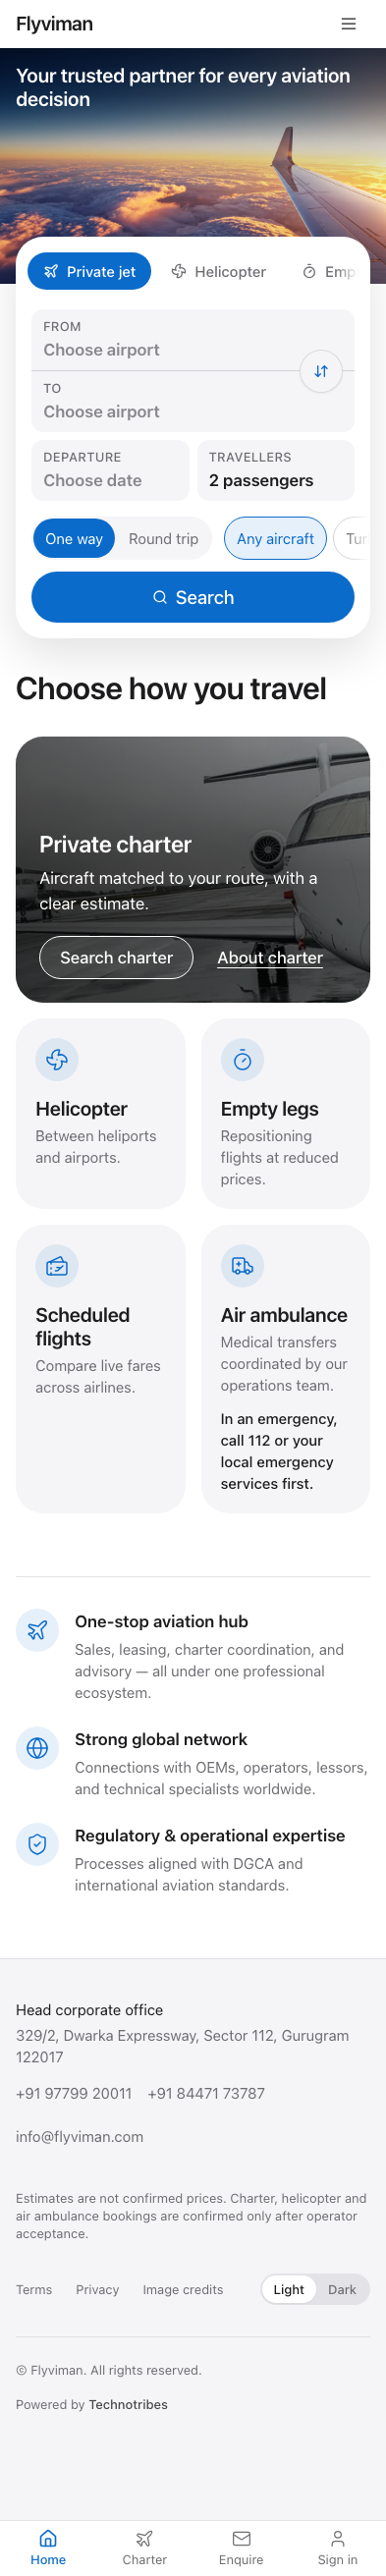 Flyviman
Your trusted partner for every aviation
decision
Private jet
Helicopter
Emp
FROM
Choose airport
TO
Choose airport
DEPARTURE
Choose date
TRAVELLERS
2 passengers
One way
Round trip
Any aircraft
Tur
Search
Choose how you travel
Private charter
Aircraft matched to your route, with a
clear estimate.
Search charter
About charter
Helicopter
Between heliports
and airports.
Empty legs
Repositioning
flights at reduced
prices.
Scheduled
flights
Compare live fares
across airlines.
Air ambulance
Medical transfers
coordinated by our
operations team.
In an emergency,
call 112 or your
local emergency
services first.
One-stop aviation hub
Sales, leasing, charter coordination, and
advisory — all under one professional
ecosystem.
Strong global network
Connections with OEMs, operators, lessors,
and technical specialists worldwide.
Regulatory & operational expertise
Processes aligned with DGCA and
international aviation standards.
Head corporate office
329/2, Dwarka Expressway, Sector 112, Gurugram
122017
+91 97799 20011 +91 84471 73787
info@flyviman.com
Estimates are not confirmed prices. Charter, helicopter and
air ambulance bookings are confirmed only after operator
acceptance.
Terms Privacy Image credits Light Dark
© Flyviman. All rights reserved.
Powered by Technotribes
Home Charter Enquire Sign in